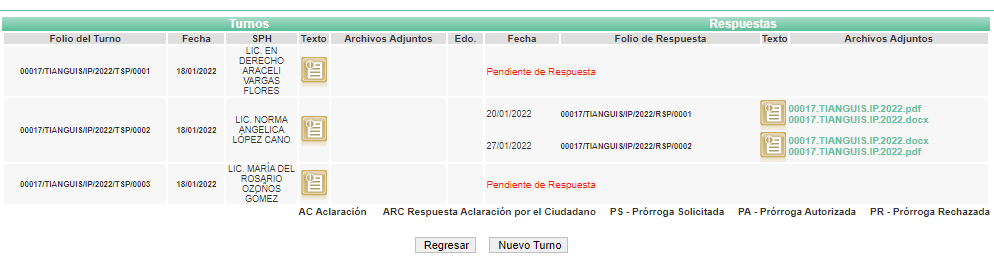 Turnos Respuestas
Folio del Turno Fecha SPH Texto Archivos Adjuntos Edo. Fecha Folio de Respuesta Texto Archivos Adjuntos
00017/TIANGUIS/IP/2022/TSP/0001 18/01/2022
LIC. EN
DERECHO
ARACELI
VARGAS
FLORES
Pendiente de Respuesta
00017/TIANGUIS/IP/2022/TSP/0002 18/01/2022
LIC. NORMA
ANGELICA
LÓPEZ CANO
20/01/2022 00017/TIANGUIS/IP/2022/RSP/0001
00017.TIANGUIS.IP.2022.pdf
00017.TIANGUIS.IP.2022.docx
27/01/2022 00017/TIANGUIS/IP/2022/RSP/0002
00017.TIANGUIS.IP.2022.docx
00017.TIANGUIS.IP.2022.pdf
00017/TIANGUIS/IP/2022/TSP/0003 18/01/2022
LIC. MARÍA DEL
ROSARIO
OZOÑOS
GÓMEZ
Pendiente de Respuesta
AC Aclaración ARC Respuesta Aclaración por el Ciudadano PS - Prórroga Solicitada PA - Prórroga Autorizada PR - Prórroga Rechazada
Regresar Nuevo Turno